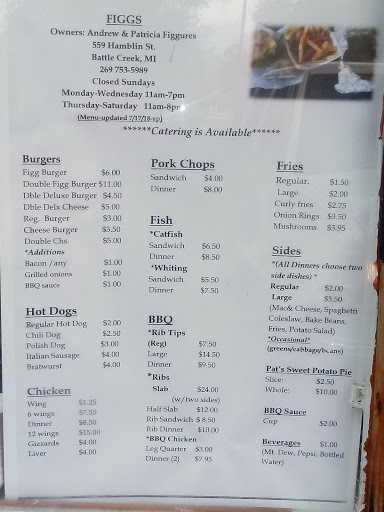 FIGGS
Owners: Andrew & Patricia Figgures
559 Hamblin St.
Battle Creek, MI
269 753-5989
Closed Sundays
Monday-Wednesday 11am-7pm
Thursday-Saturday 11am-8pm
(Menu-updated 7/17/18-sp)
******Catering is Available******
Burgers
Figg Burger $6.00
Double Figg Burger $11.00
Dble Deluxe Burger $4.50
Dble Delx Cheese $5.00
Reg. Burger $3.00
Cheese Burger $3.50
Double Chs. $5.00
*Additions
Bacon /any $1.00
Grilled onions $1.00
BBQ sauce $1.00
Hot Dogs
Regular Hot Dog $2.00
Chili Dog $2.50
Polish Dog $3.00
Italian Sausage $4.00
Bratwurst $4.00
Chicken
Wing $1.25
6 wings $7.50
Dinner $8.50
12 wings $15.00
Gizzards $4.00
Liver $4.00
Pork Chops
Sandwich $4.00
Dinner $8.00
Fish
*Catfish
Sandwich $6.50
Dinner $8.50
*Whiting
Sandwich $5.50
Dinner $7.50
BBQ
*Rib Tips
(Reg) $7.50
Large $14.50
Dinner $9.50
*Ribs
Slab $24.00
(w/two sides)
Half Slab $12.00
Rib Sandwich $ 8.50
Rib Dinner $10.00
*BBQ Chicken
Leg Quarter $3.00
Dinner (2) $7.95
Fries
Regular. $1.50
Large. $2.00
Curly fries $2.75
Onion Rings $3.50
Mushrooms $3.95
Sides
*(All Dinners choose two
side dishes) *
Regular $2.00
Large $3.50
(Mac& Cheese, Spaghetti
Coleslaw, Bake Beans,
Fries, Potato Salad)
*Occasional*
(greens/cabbage/beans)
Pat's Sweet Potato Pie
Slice: $2.50
Whole: $10.00
BBQ Sauce
Cup $2.00
Beverages $1.00
(Mt. Dew, Pepsi, Bottled
Water)